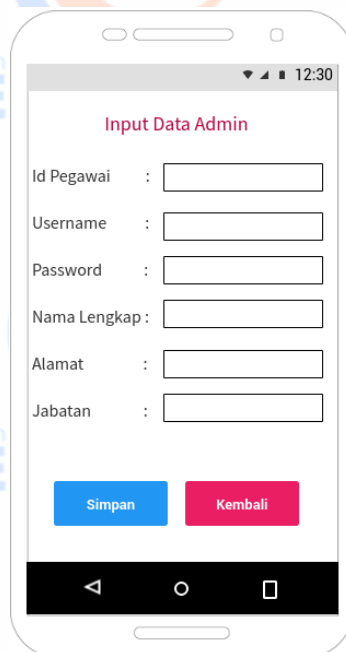 12:30
Input Data Admin
Id Pegawai :
Username :
Password :
Nama Lengkap :
Alamat :
Jabatan :
Simpan Kembali